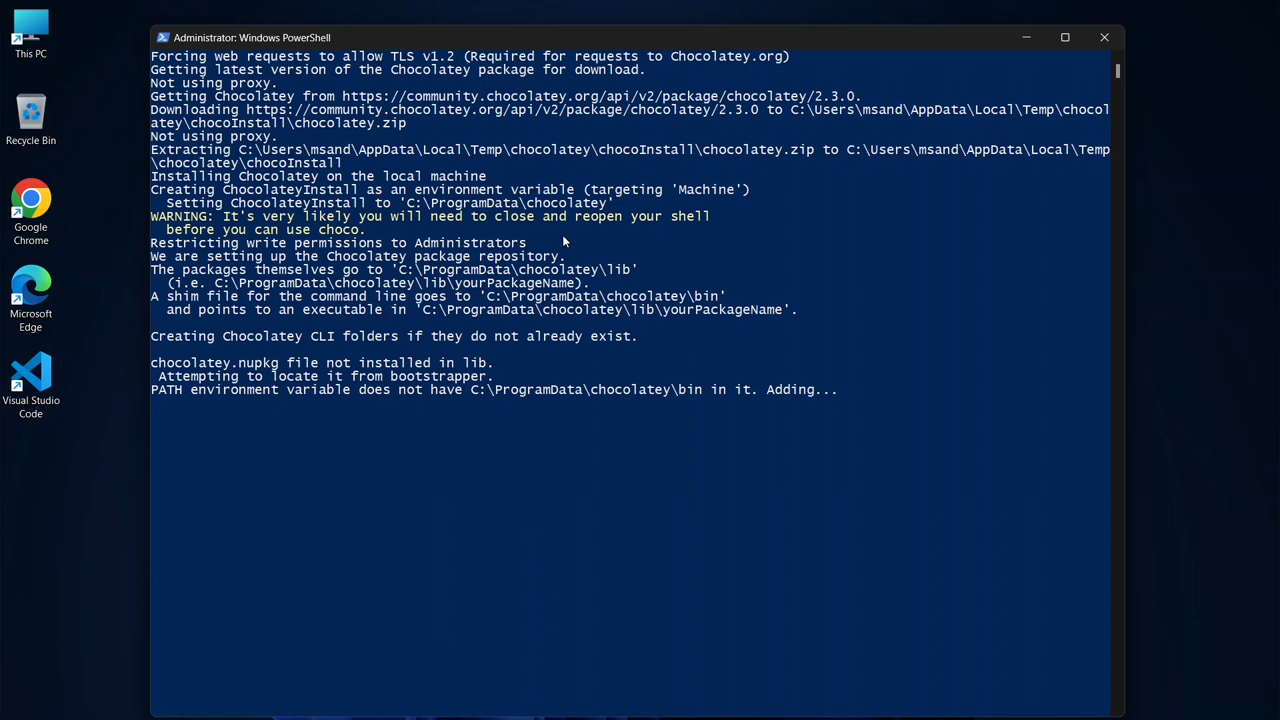 This PC
Recycle Bin
Google
Chrome
Microsoft
Edge
Visual Studio
Code
Administrator: Windows PowerShell
Forcing web requests to allow TLS v1.2 (Required for requests to Chocolatey.org)
Getting latest version of the Chocolatey package for download.
Not using proxy.
Getting Chocolatey from https://community.chocolatey.org/api/v2/package/chocolatey/2.3.0.
Downloading https://community.chocolatey.org/api/v2/package/chocolatey/2.3.0 to C:\Users\msand\AppData\Local\Temp\chocol
atey\chocoInstall\chocolatey.zip
Not using proxy.
Extracting C:\Users\msand\AppData\Local\Temp\chocolatey\chocoInstall\chocolatey.zip to C:\Users\msand\AppData\Local\Temp
\chocolatey\chocoInstall
Installing Chocolatey on the local machine
Creating ChocolateyInstall as an environment variable (targeting 'Machine')
  Setting ChocolateyInstall to 'C:\ProgramData\chocolatey'
WARNING: It's very likely you will need to close and reopen your shell
  before you can use choco.
Restricting write permissions to Administrators
We are setting up the Chocolatey package repository.
The packages themselves go to 'C:\ProgramData\chocolatey\lib'
  (i.e. C:\ProgramData\chocolatey\lib\yourPackageName).
A shim file for the command line goes to 'C:\ProgramData\chocolatey\bin'
  and points to an executable in 'C:\ProgramData\chocolatey\lib\yourPackageName'.
Creating Chocolatey CLI folders if they do not already exist.
chocolatey.nupkg file not installed in lib.
 Attempting to locate it from bootstrapper.
PATH environment variable does not have C:\ProgramData\chocolatey\bin in it. Adding...